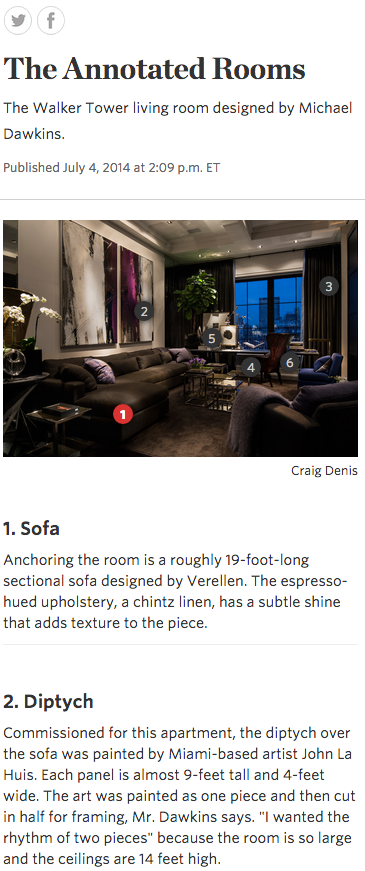 The Annotated Rooms
The Walker Tower living room designed by Michael
Dawkins.
Published July 4, 2014 at 2:09 p.m. ET
3
2
5
4
6
1
Craig Denis
1. Sofa
Anchoring the room is a roughly 19-foot-long
sectional sofa designed by Verellen. The espresso-
hued upholstery, a chintz linen, has a subtle shine
that adds texture to the piece.
2. Diptych
Commissioned for this apartment, the diptych over
the sofa was painted by Miami-based artist John La
Huis. Each panel is almost 9-feet tall and 4-feet
wide. The art was painted as one piece and then cut
in half for framing, Mr. Dawkins says. "I wanted the
rhythm of two pieces" because the room is so large
and the ceilings are 14 feet high.